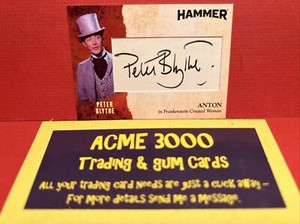 HAMMER
Peter Blythe.
PETER
BLYTHE
ANTON
in Frankenstein Created Woman
ACME 3000
Trading & Gum Cards
All your trading card needs are just a click away –
For More details Send Me a Message.